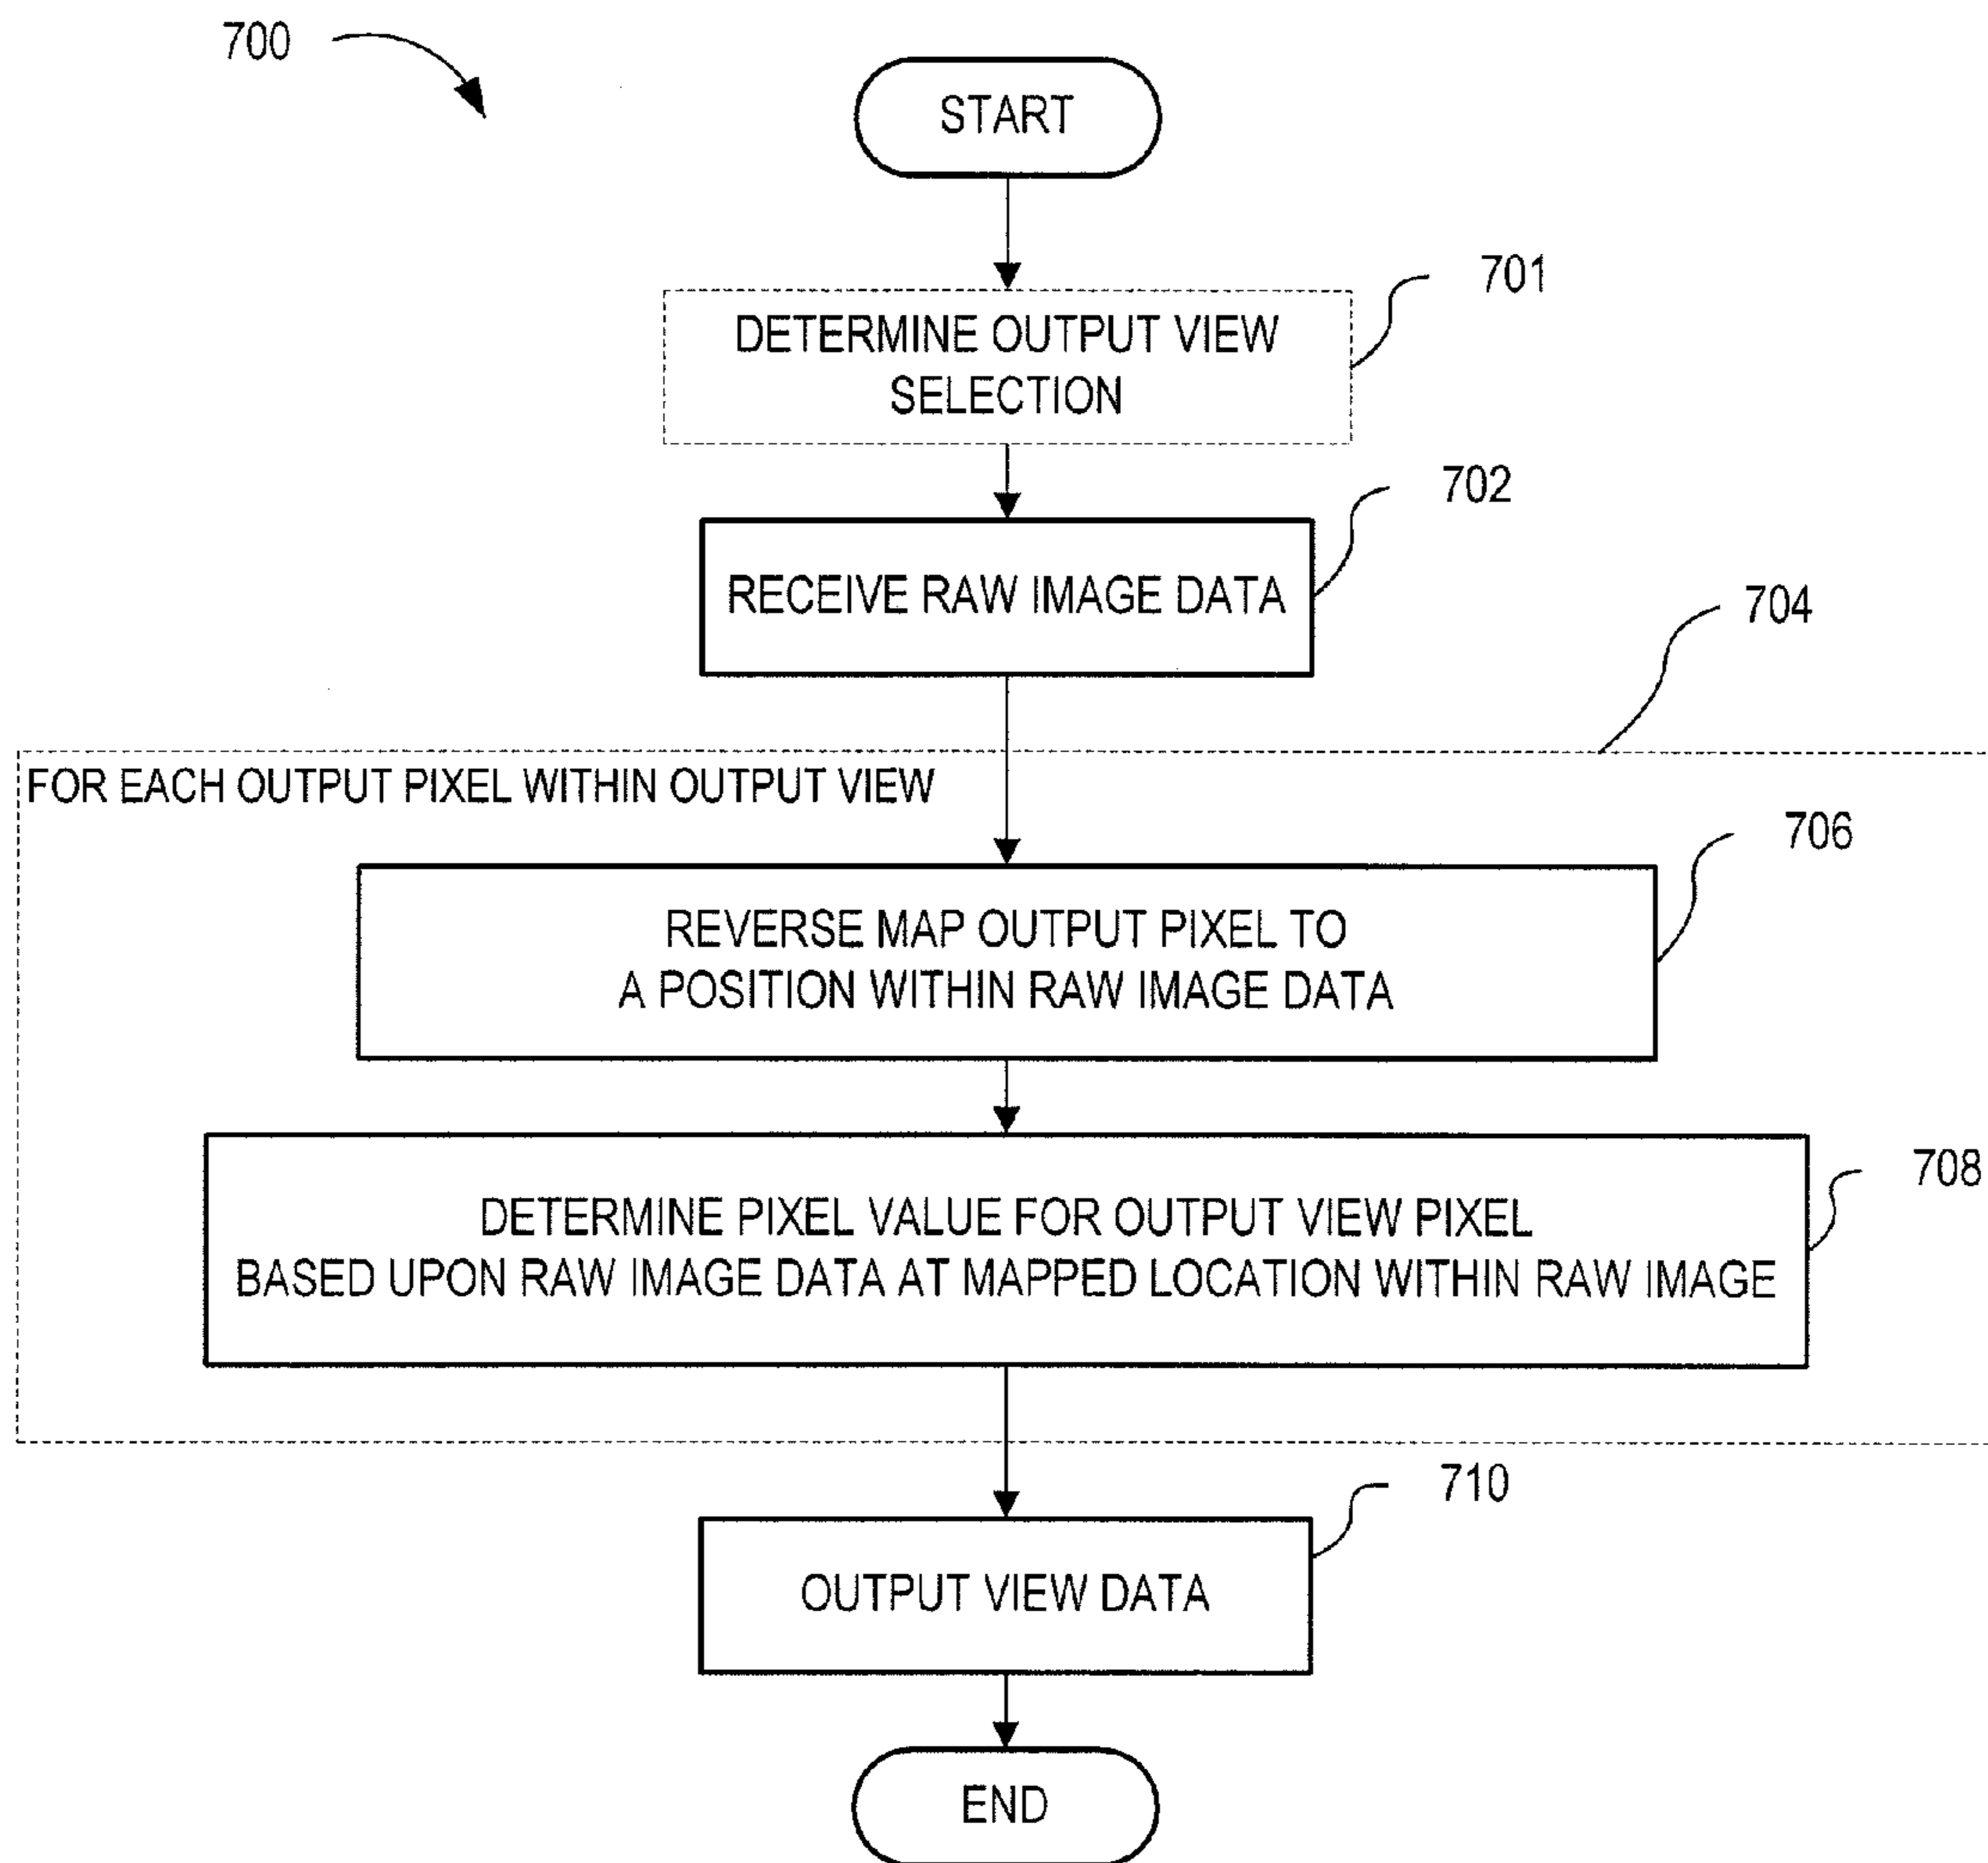 700
START
701
DETERMINE OUTPUT VIEW
SELECTION
702
RECEIVE RAW IMAGE DATA
704
FOR EACH OUTPUT PIXEL WITHIN OUTPUT VIEW
706
REVERSE MAP OUTPUT PIXEL TO
A POSITION WITHIN RAW IMAGE DATA
708
DETERMINE PIXEL VALUE FOR OUTPUT VIEW PIXEL
BASED UPON RAW IMAGE DATA AT MAPPED LOCATION WITHIN RAW IMAGE
710
OUTPUT VIEW DATA
END